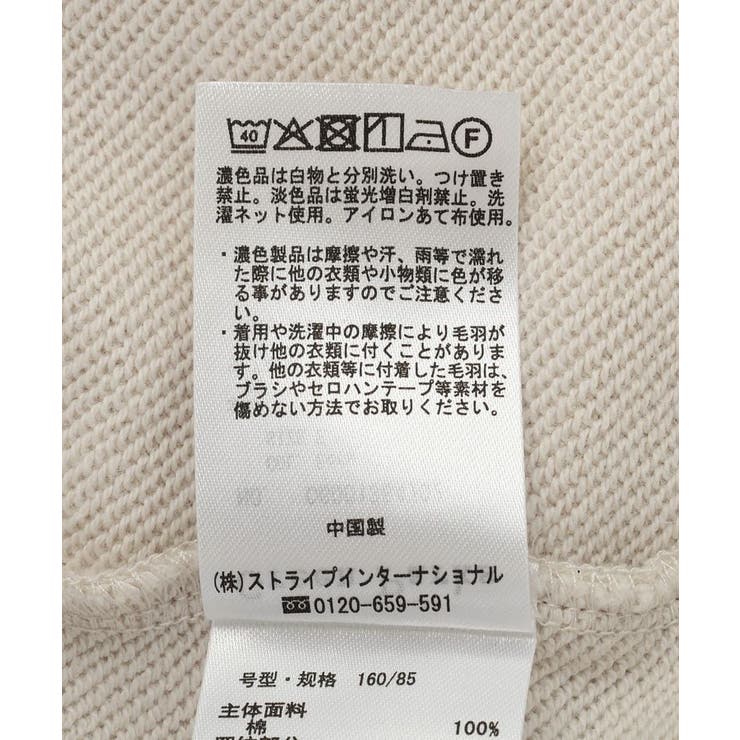 40 F
濃色品は白物と分別洗い。つけ置き
禁止。淡色品は蛍光増白剤禁止。洗
濯ネット使用。アイロンあて布使用。
・濃色製品は摩擦や汗、雨等で濡れ
た際に他の衣類や小物類に色が移
る事がありますのでご注意くださ
い。
・着用や洗濯中の摩擦により毛羽が
抜け他の衣類に付くことがありま
す。他の衣類等に付着した毛羽は、
ブラシやセロハンテープ等素材を
傷めない方法でお取りください。
中国製
(株)ストライプインターナショナル
0120-659-591
号型・规格 160/85
主体面料
棉 100%